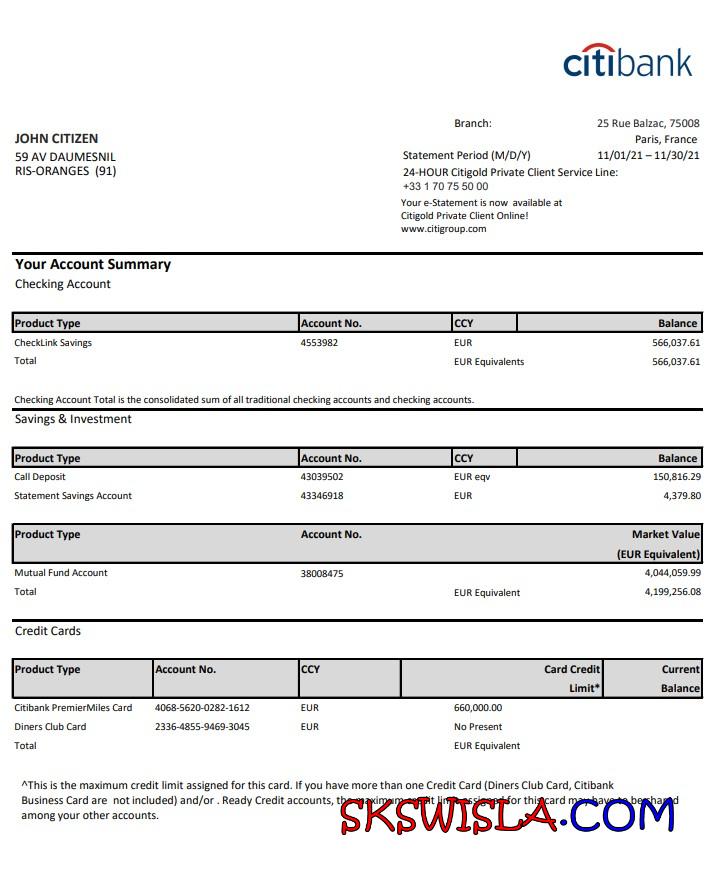 citibank
Branch: 25 Rue Balzac, 75008
JOHN CITIZEN Paris, France
59 AV DAUMESNIL Statement Period (M/D/Y) 11/01/21 – 11/30/21
RIS-ORANGES (91) 24-HOUR Citigold Private Client Service Line:
+33 1 70 75 50 00
Your e-Statement is now available at
Citigold Private Client Online!
www.citigroup.com
Your Account Summary
Checking Account
Product Type Account No. CCY Balance
CheckLink Savings 4553982 EUR 566,037.61
Total EUR Equivalents 566,037.61
Checking Account Total is the consolidated sum of all traditional checking accounts and checking accounts.
Savings & Investment
Product Type Account No. CCY Balance
Call Deposit 43039502 EUR eqv 150,816.29
Statement Savings Account 43346918 EUR 4,379.80
Product Type Account No. Market Value
(EUR Equivalent)
Mutual Fund Account 38008475 4,044,059.99
Total EUR Equivalent 4,199,256.08
Credit Cards
Product Type Account No. CCY Card Credit Current
Limit* Balance
Citibank PremierMiles Card 4068-5620-0282-1612 EUR 660,000.00
Diners Club Card 2336-4855-9469-3045 EUR No Present
Total EUR Equivalent
^This is the maximum credit limit assigned for this card. If you have more than one Credit Card (Diners Club Card, Citibank
Business Card are not included) and/or . Ready Credit accounts, the maximum credit limit assigned for this card may have to be shared
among your other accounts.
SKSWISLA.COM